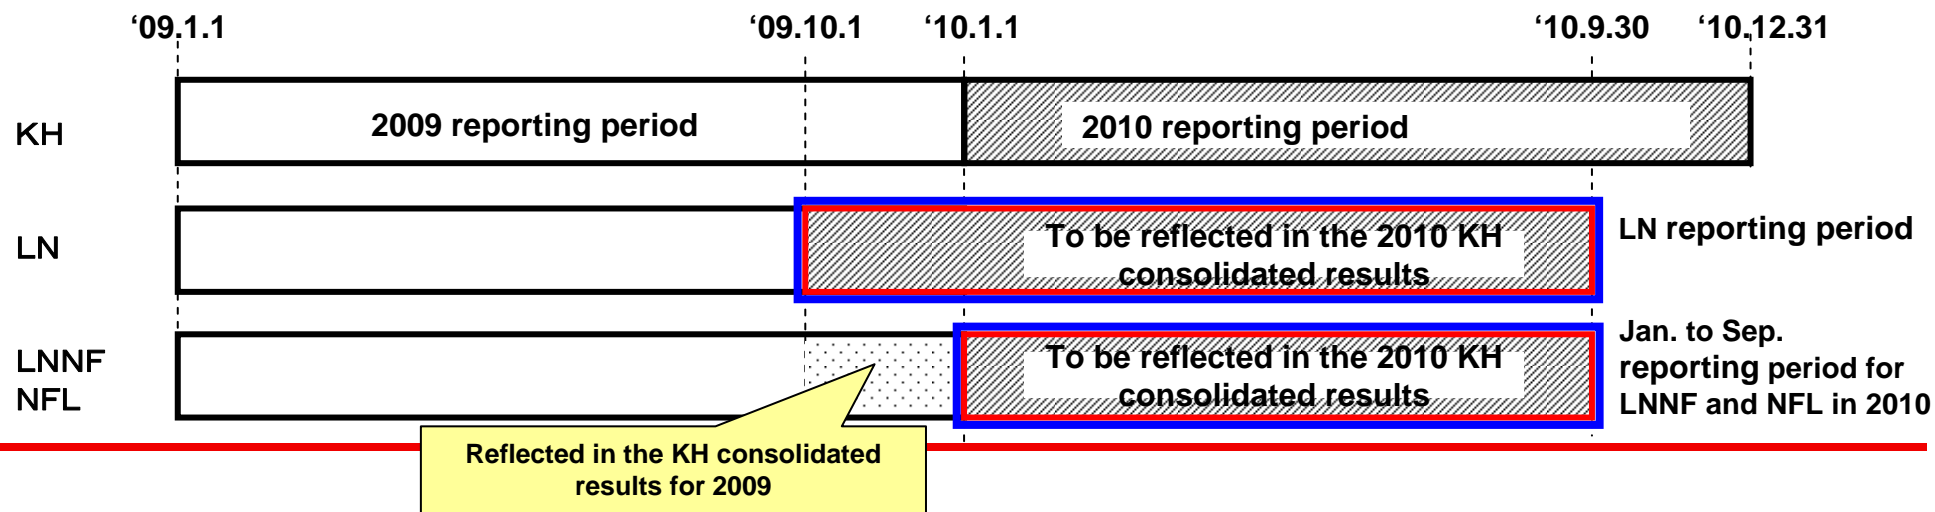 ‘09.1.1 ‘09.10.1 ‘10.1.1 ‘10.9.30 ‘10.12.31
KH
2009 reporting period
2010 reporting period
LN
To be reflected in the 2010 KH
consolidated results
LN reporting period
LNNF
NFL
To be reflected in the 2010 KH
consolidated results
Jan. to Sep.
reporting period for
LNNF and NFL in 2010
Reflected in the KH consolidated
results for 2009